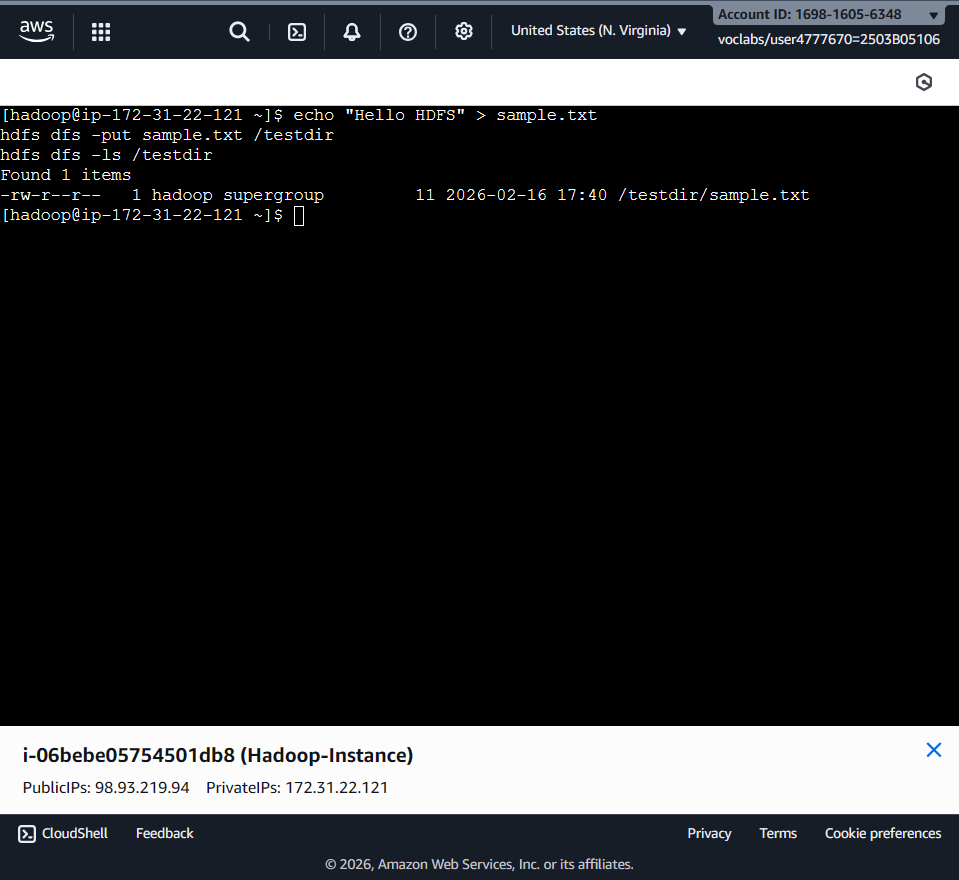 aws
United States (N. Virginia)
Account ID: 1698-1605-6348
voclabs/user4777670=2503B05106
[hadoop@ip-172-31-22-121 ~]$ echo "Hello HDFS" > sample.txt
hdfs dfs -put sample.txt /testdir
hdfs dfs -ls /testdir
Found 1 items
-rw-r--r--   1 hadoop supergroup         11 2026-02-16 17:40 /testdir/sample.txt
[hadoop@ip-172-31-22-121 ~]$
i-06bebe05754501db8 (Hadoop-Instance)
PublicIPs: 98.93.219.94 PrivateIPs: 172.31.22.121
CloudShell Feedback Privacy Terms Cookie preferences
© 2026, Amazon Web Services, Inc. or its affiliates.